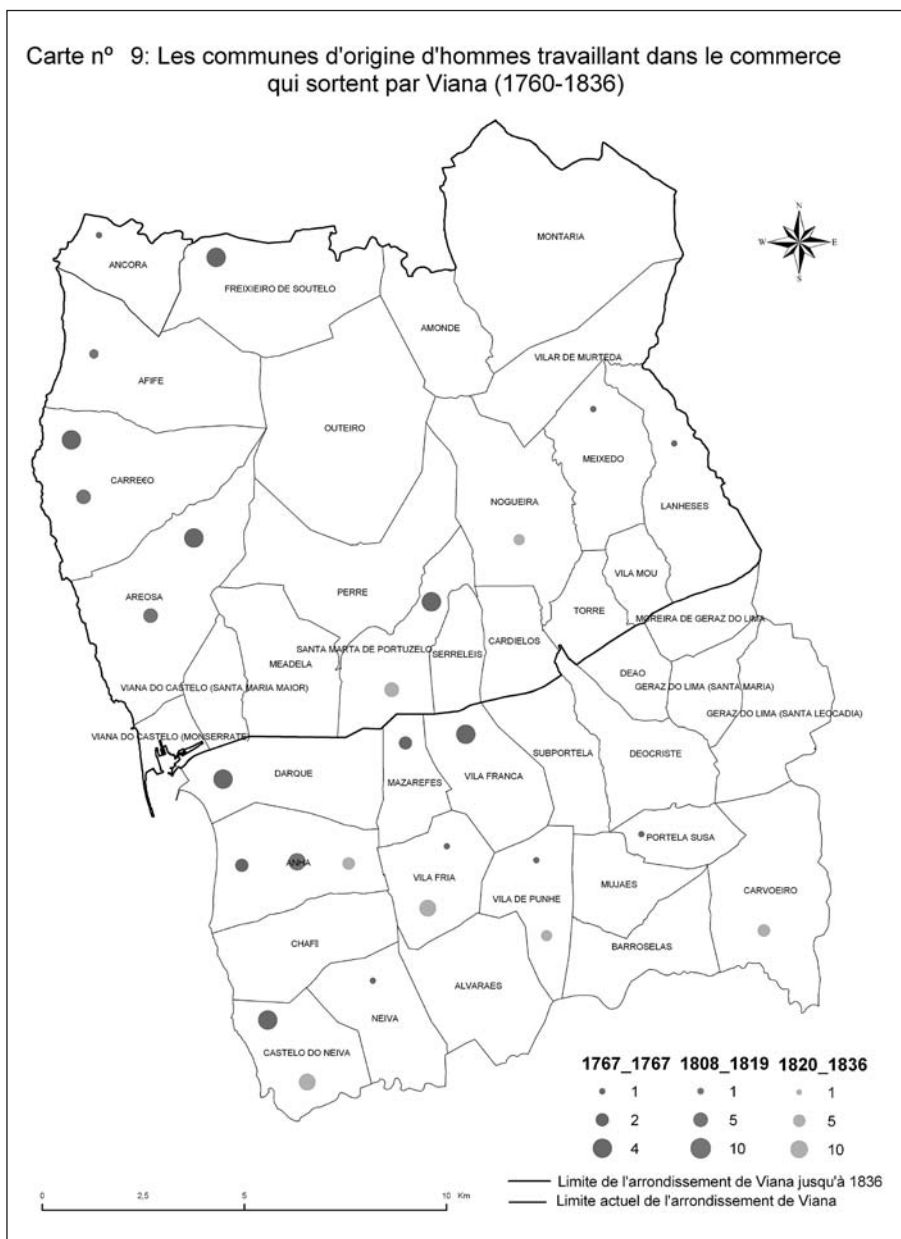 Carte nº 9: Les communes d'origine d'hommes travaillant dans le commerce
qui sortent par Viana (1760-1836)
N
W
E
S
MONTARIA
ANCORA
FREIXIEIRO DE SOUTELO
AMONDE
VILAR DE MURTEDA
AFIFE
OUTEIRO
MEIXEDO
CARRE€O
NOGUEIRA
LANHESES
VILA MOU
AREOSA
PERRE
TORRE
MOREIRA DE GERAZ DO LIMA
SANTA MARTA DE PORTUZELO
SERRELEIS
CARDIELOS
MEADELA
DEAO
VIANA DO CASTELO (SANTA MARIA MAIOR)
GERAZ DO LIMA (SANTA MARIA)
GERAZ DO LIMA (SANTA LEOCADIA)
VIANA DO CASTELO (MONSERRATE)
SUBPORTELA
DEOCRISTE
DARQUE
MAZAREFES
VILA FRANCA
PORTELA SUSA
ANHA
VILA FRIA
MUJAES
CARVOEIRO
VILA DE PUNHE
CHAFI
BARROSELAS
ALVARAES
NEIVA
CASTELO DO NEIVA
1767_1767 1808_1819 1820_1836
1 1 1
2 5 5
4 10 10
Limite de l'arrondissement de Viana jusqu'à 1836
Limite actuel de l'arrondissement de Viana
0 2,5 5 10 Km